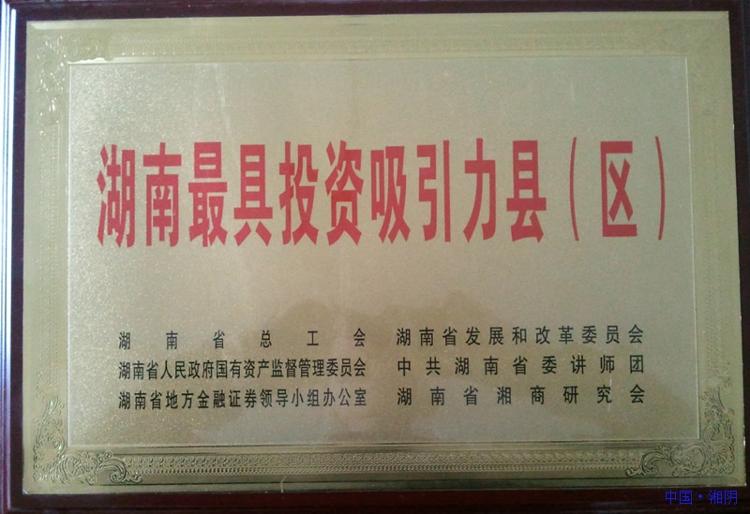 湖南最具投资吸引力县（区）
湖南省总工会 湖南省发展和改革委员会
湖南省人民政府国有资产监督管理委员会 中共湖南省委讲师团
湖南省地方金融证券领导小组办公室 湖南省湘商研究会
中国·湘阴